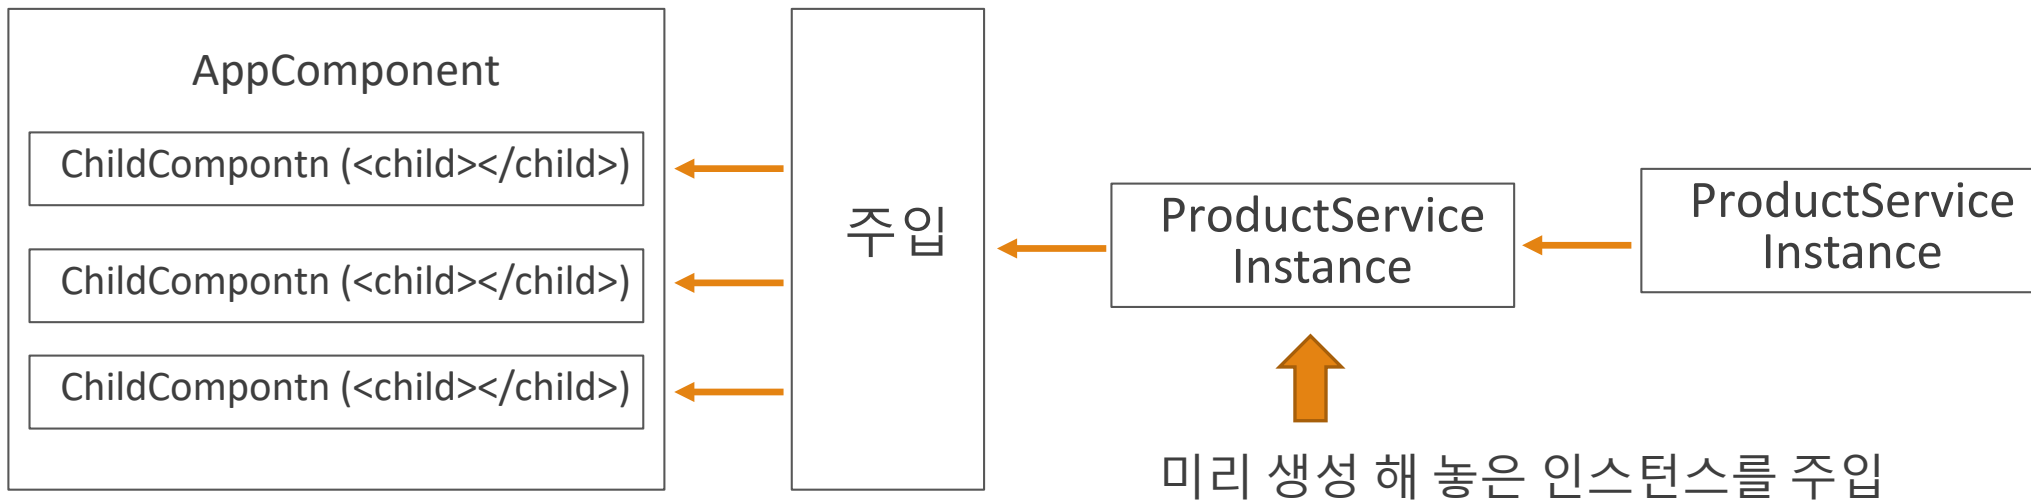 AppComponent
ChildCompontn (<child></child>)
ChildCompontn (<child></child>)
ChildCompontn (<child></child>)
주입
ProductService
Instance
ProductService
Instance
미리 생성 해 놓은 인스턴스를 주입